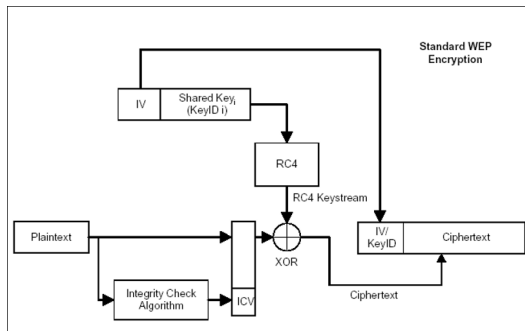 Standard WEP
Encryption
IV
Shared Keyi
(KeyID i)
RC4
RC4 Keystream
Plaintext
IV/
KeyID
Ciphertext
XOR
Integrity Check
Algorithm
ICV
Ciphertext